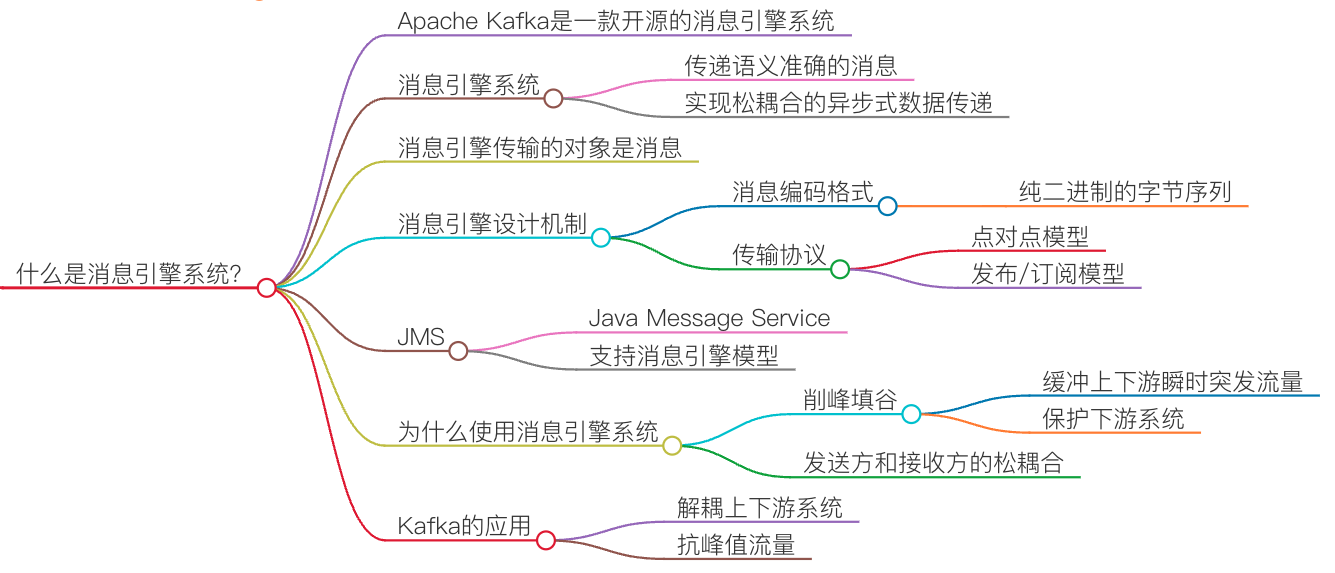 什么是消息引擎系统?
Apache Kafka是一款开源的消息引擎系统
消息引擎系统
传递语义准确的消息
实现松耦合的异步式数据传递
消息引擎传输的对象是消息
消息引擎设计机制
消息编码格式
纯二进制的字节序列
传输协议
点对点模型
发布/订阅模型
JMS
Java Message Service
支持消息引擎模型
为什么使用消息引擎系统
削峰填谷
缓冲上下游瞬时突发流量
保护下游系统
发送方和接收方的松耦合
Kafka的应用
解耦上下游系统
抗峰值流量